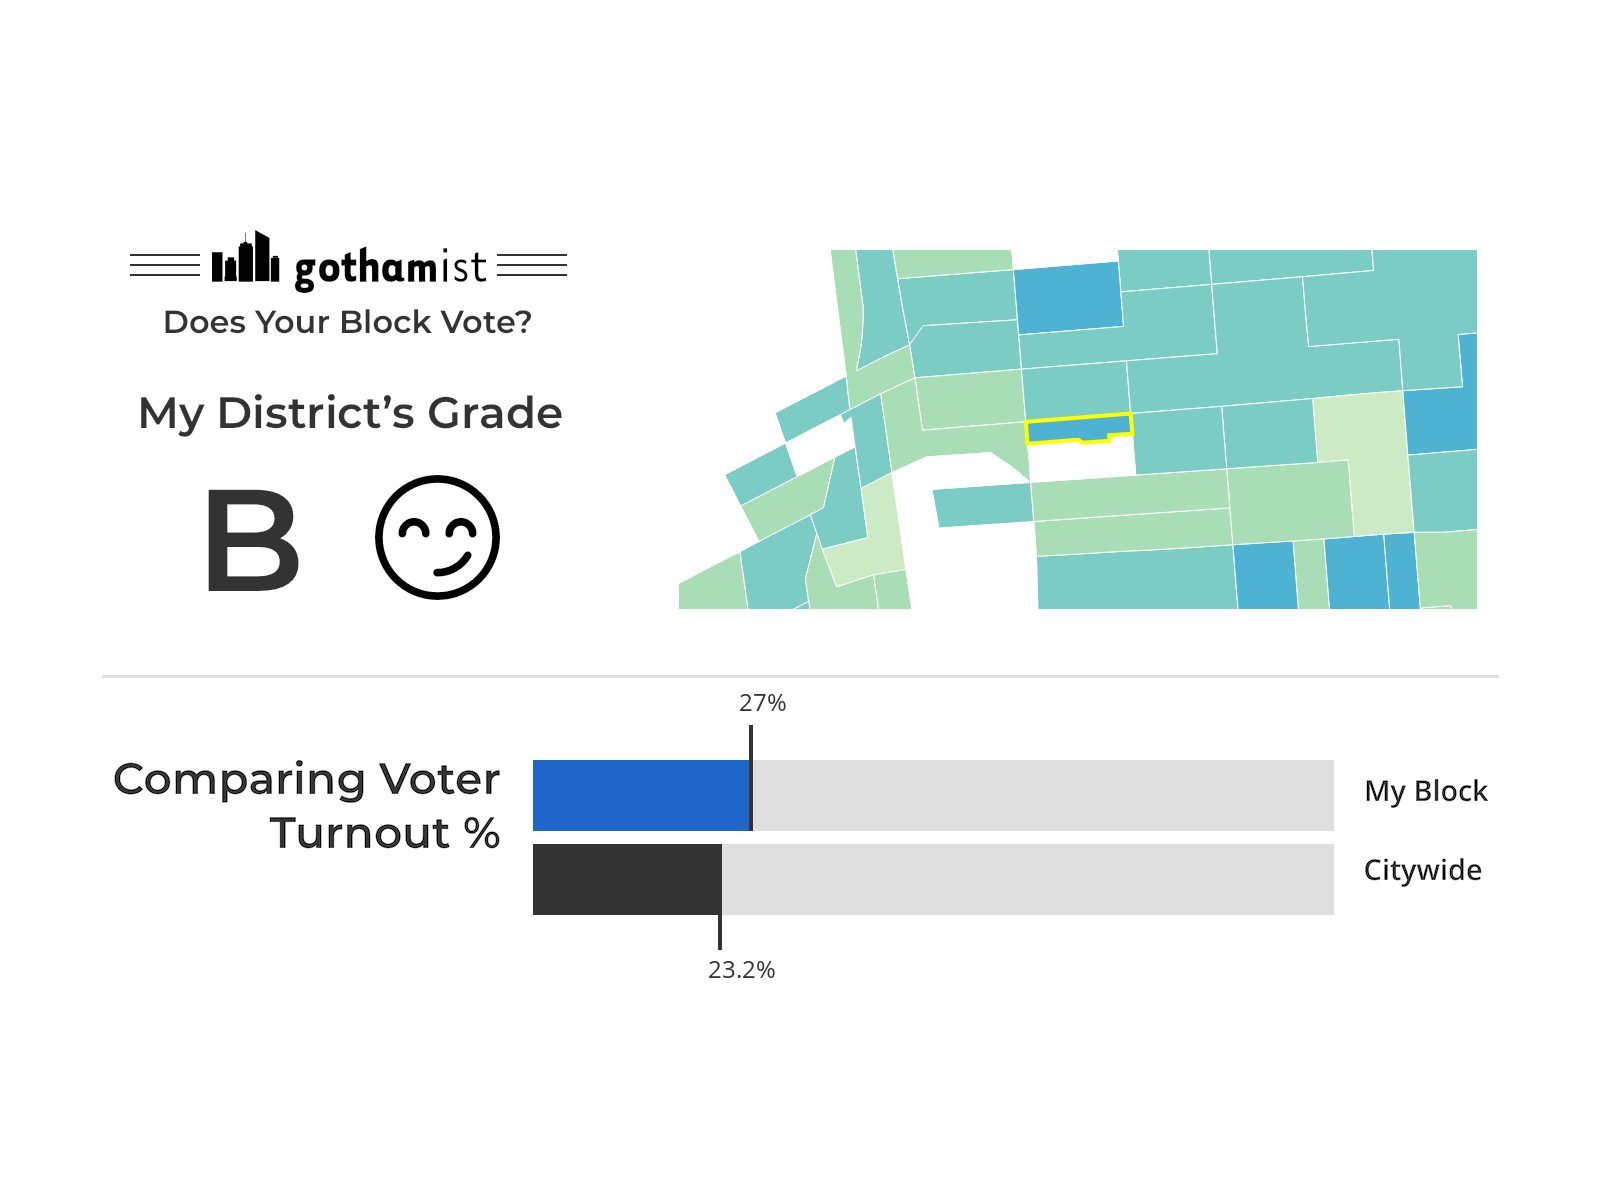 gothamist
Does Your Block Vote?
My District’s Grade
B
27%
Comparing Voter
Turnout %
My Block
Citywide
23.2%